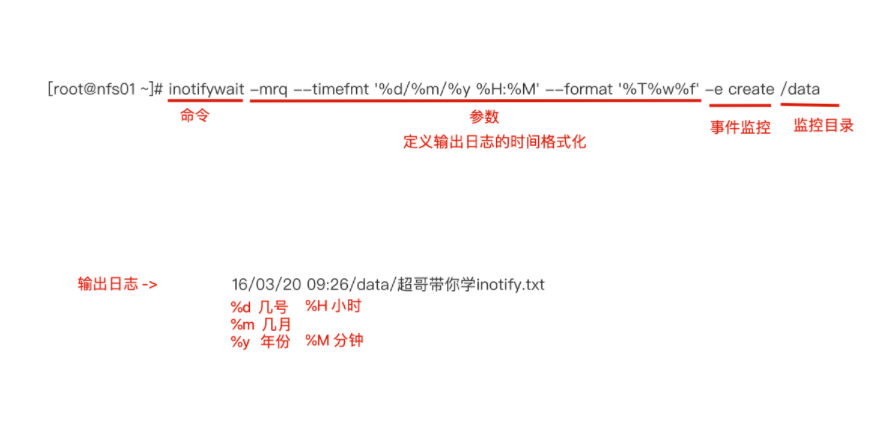 [root@nfs01 ~]# inotifywait -mrq --timefmt '%d/%m/%y %H:%M' --format '%T%w%f' -e create /data
命令 参数 事件监控 监控目录
定义输出日志的时间格式化
输出日志 -> 16/03/20 09:26/data/超哥带你学inotify.txt
%d 几号 %H 小时
%m 几月
%y 年份 %M 分钟